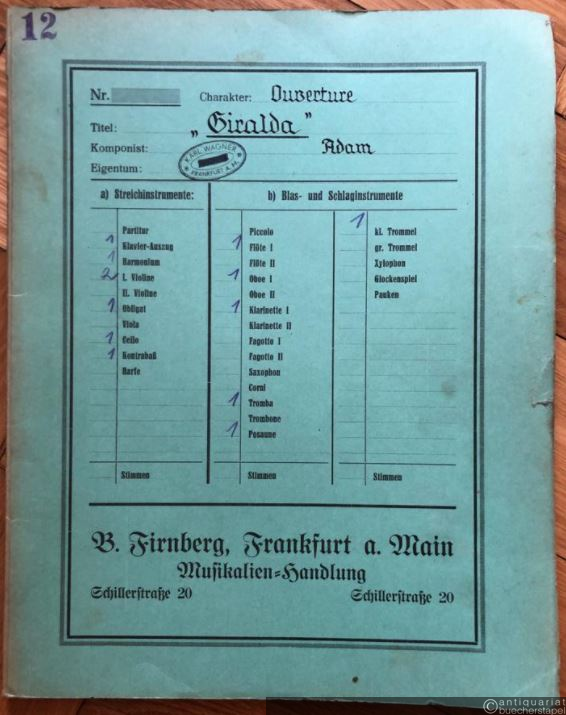 12
Nr. Charakter: Ouverture
Titel: „Giralda"
Komponist: Adam
Eigentum:
KARL WAGNER
FRANKFURT A. M.
a) Streichinstrumente: b) Blas- und Schlaginstrumente
Partitur
1 Klavier-Auszug
1 Harmonium
2 I. Violine
II. Violine
1 Obligat
Viola
1 Cello
1 Kontrabaß
Harfe
Stimmen
Piccolo
1 Flöte I
Flöte II
1 Oboe I
Oboe II
1 Klarinette I
Klarinette II
Fagotto I
Fagotto II
Saxophon
Corni
1 Tromba
Trombone
1 Posaune
Stimmen
1 kl. Trommel
gr. Trommel
Xylophon
Glockenspiel
Pauken
Stimmen
B. Firnberg, Frankfurt a. Main
Musikalien-Handlung
Schillerstraße 20 Schillerstraße 20
antiquariat
buecherstapel